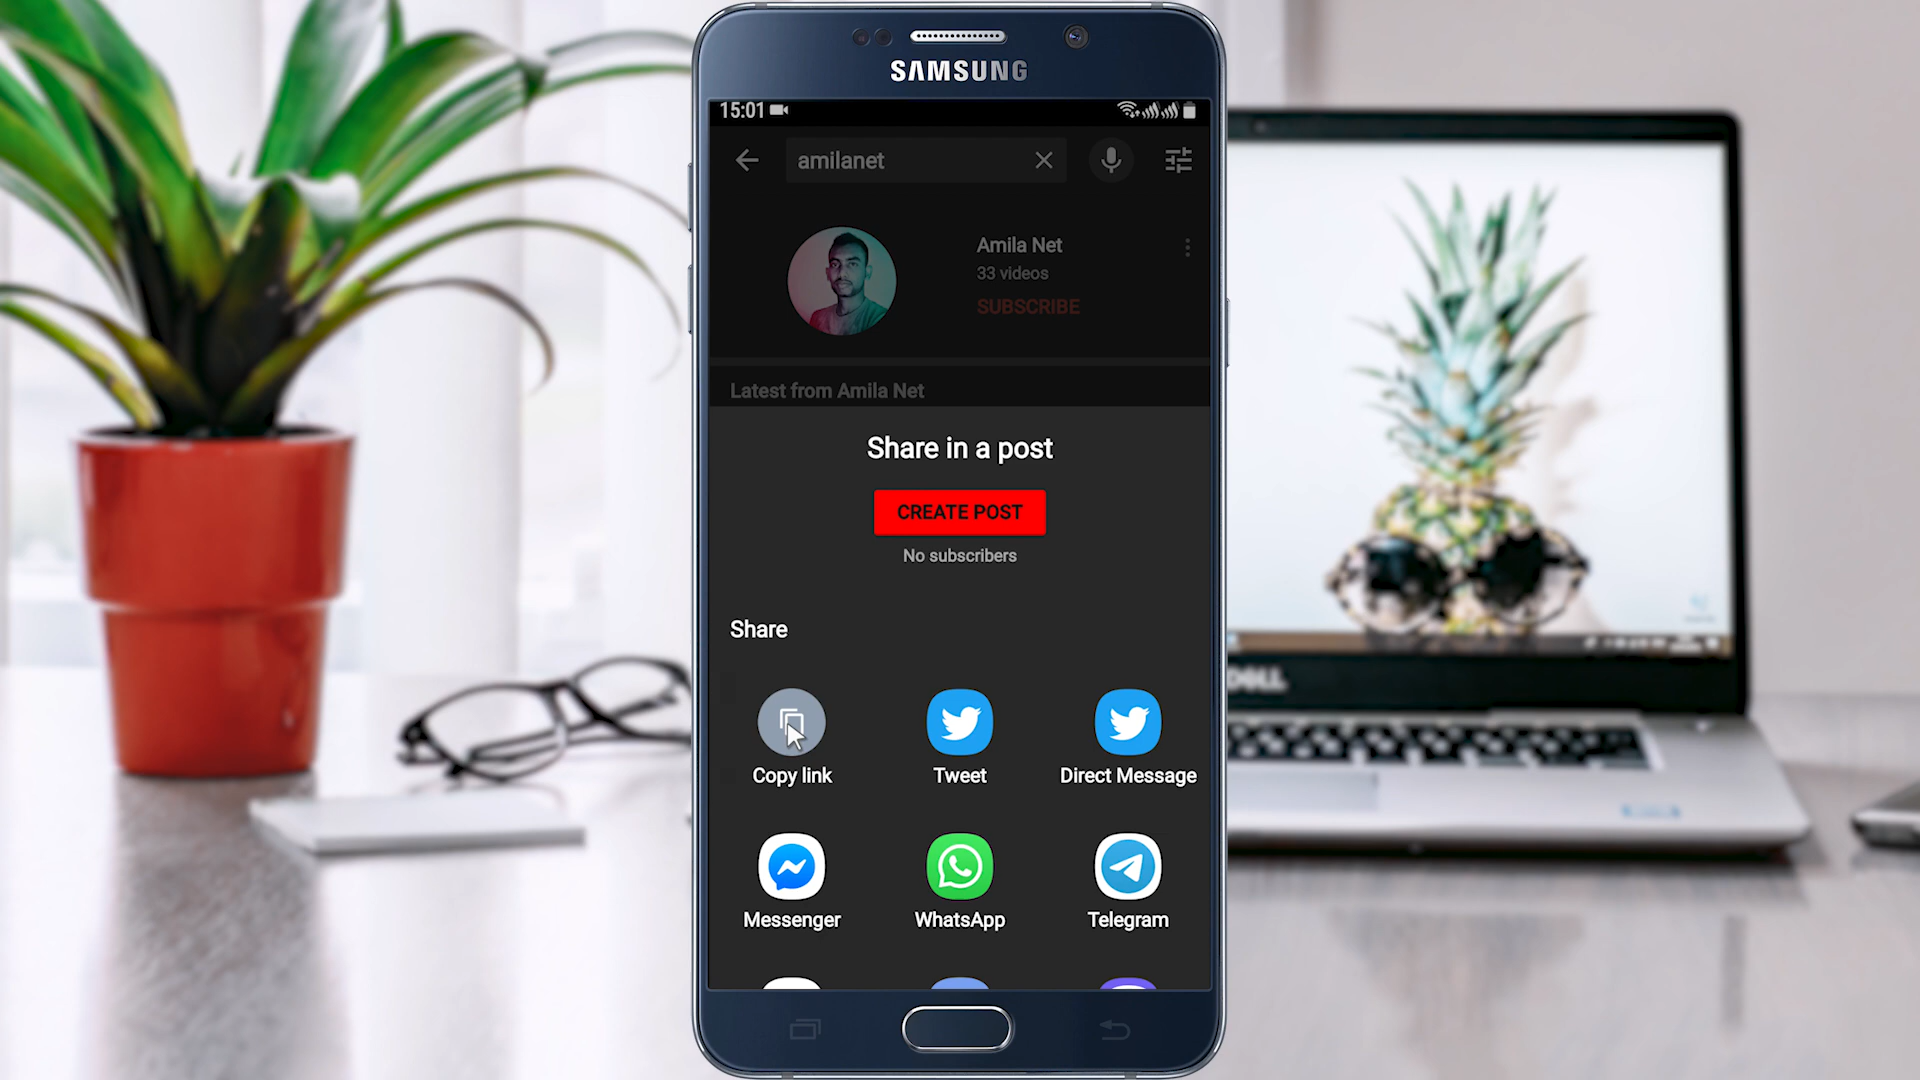 SAMSUNG
15:01
amilanet
Amila Net
33 videos
SUBSCRIBE
Latest from Amila Net
Share in a post
CREATE POST
No subscribers
Share
Copy link
Tweet
Direct Message
Messenger
WhatsApp
Telegram
DELL